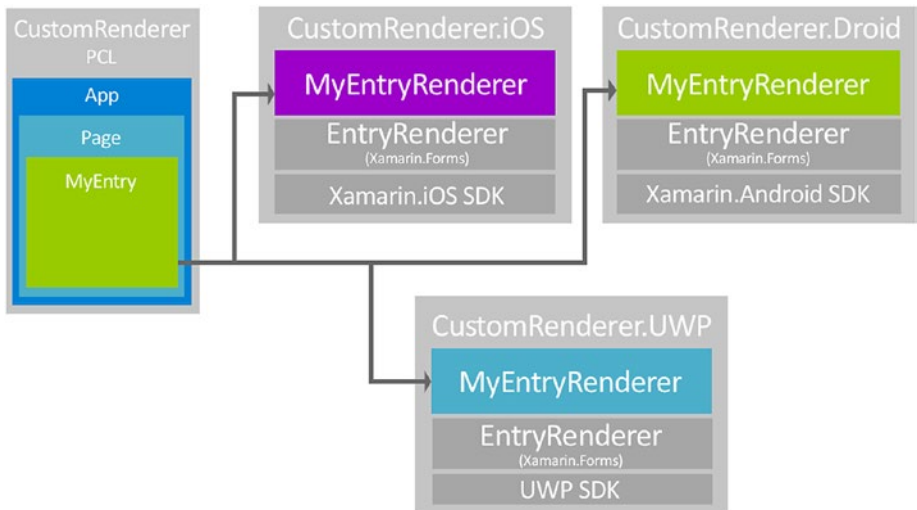 CustomRenderer
PCL
App
Page
MyEntry
CustomRenderer.iOS
MyEntryRenderer
EntryRenderer
(Xamarin.Forms)
Xamarin.iOS SDK
CustomRenderer.Droid
MyEntryRenderer
EntryRenderer
(Xamarin.Forms)
Xamarin.Android SDK
CustomRenderer.UWP
MyEntryRenderer
EntryRenderer
(Xamarin.Forms)
UWP SDK